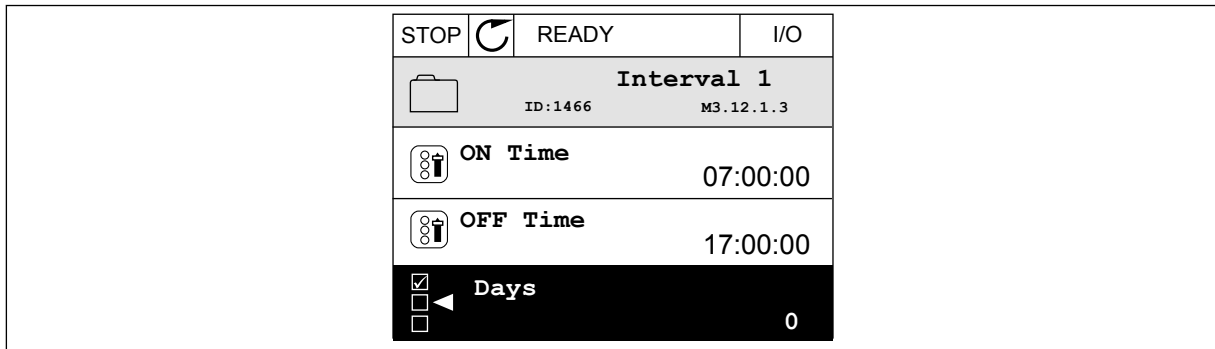 STOP READY I/O
Interval 1
ID:1466 M3.12.1.3
ON Time
07:00:00
OFF Time
17:00:00
Days
0